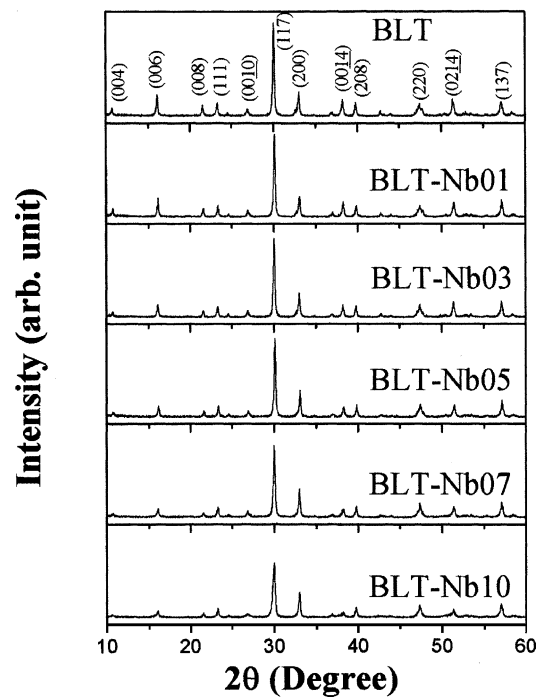 BLT
(004)
(006)
(008)
(111)
(0010)
(117)
(200)
(0014)
(208)
(220)
(0214)
(137)
BLT-Nb01
BLT-Nb03
BLT-Nb05
BLT-Nb07
BLT-Nb10
Intensity (arb. unit)
10 20 30 40 50 60
2θ (Degree)